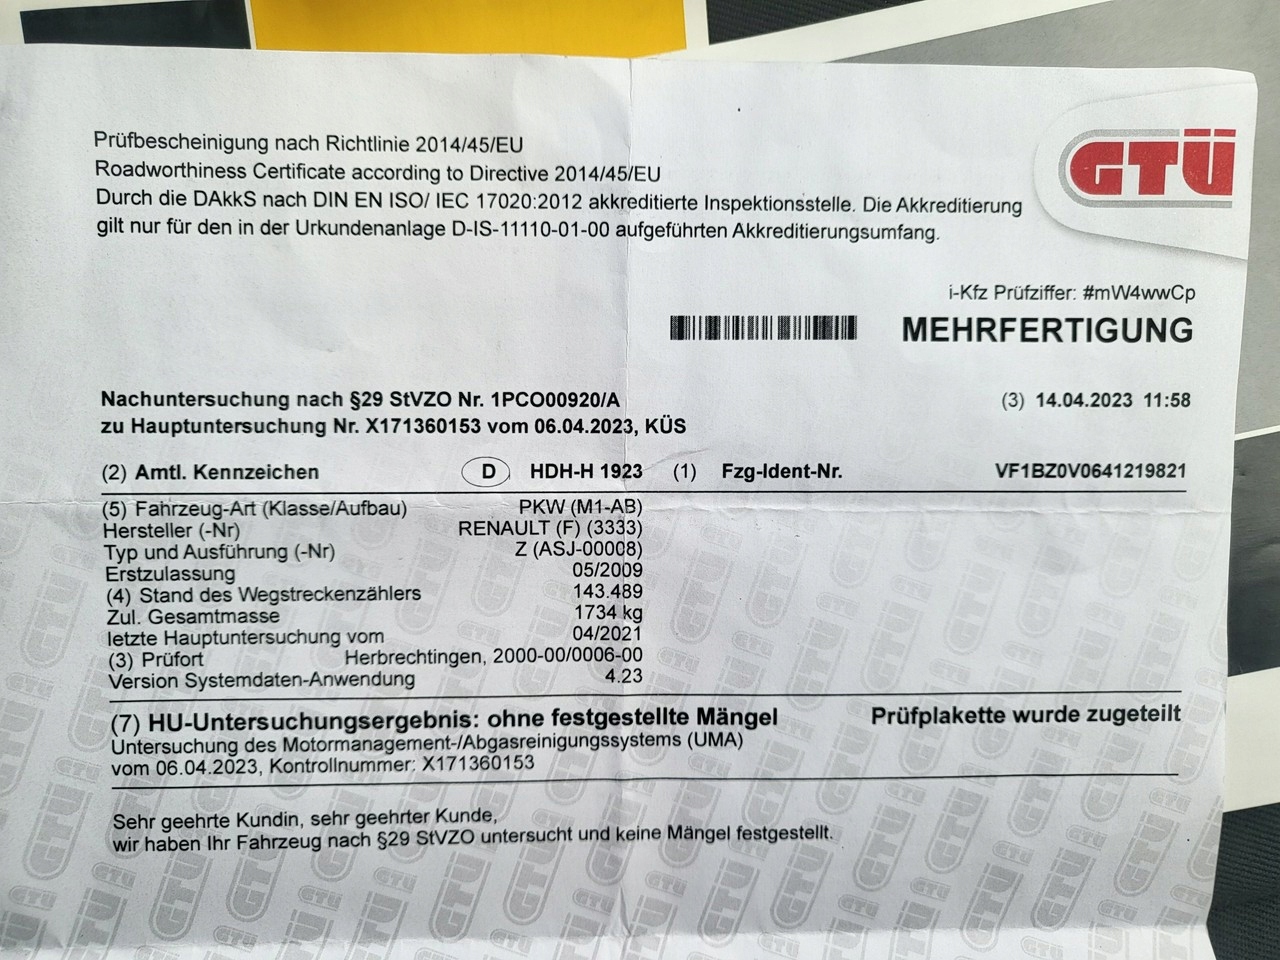 Prüfbescheinigung nach Richtlinie 2014/45/EU
Roadworthiness Certificate according to Directive 2014/45/EU
Durch die DAkkS nach DIN EN ISO/ IEC 17020:2012 akkreditierte Inspektionsstelle. Die Akkreditierung
gilt nur für den in der Urkundenanlage D-IS-11110-01-00 aufgeführten Akkreditierungsumfang.
GTÜ
i-Kfz Prüfziffer: #mW4wwCp
MEHRFERTIGUNG
Nachuntersuchung nach §29 StVZO Nr. 1PCO00920/A (3) 14.04.2023 11:58
zu Hauptuntersuchung Nr. X171360153 vom 06.04.2023, KÜS
(2) Amtl. Kennzeichen D HDH-H 1923 (1) Fzg-Ident-Nr. VF1BZ0V0641219821
(5) Fahrzeug-Art (Klasse/Aufbau) PKW (M1-AB)
Hersteller (-Nr) RENAULT (F) (3333)
Typ und Ausführung (-Nr) Z (ASJ-00008)
Erstzulassung 05/2009
(4) Stand des Wegstreckenzählers 143.489
Zul. Gesamtmasse 1734 kg
letzte Hauptuntersuchung vom 04/2021
(3) Prüfort Herbrechtingen, 2000-00/0006-00
Version Systemdaten-Anwendung 4.23
(7) HU-Untersuchungsergebnis: ohne festgestellte Mängel Prüfplakette wurde zugeteilt
Untersuchung des Motormanagement-/Abgasreinigungssystems (UMA)
vom 06.04.2023, Kontrollnummer: X171360153
Sehr geehrte Kundin, sehr geehrter Kunde,
wir haben Ihr Fahrzeug nach §29 StVZO untersucht und keine Mängel festgestellt.